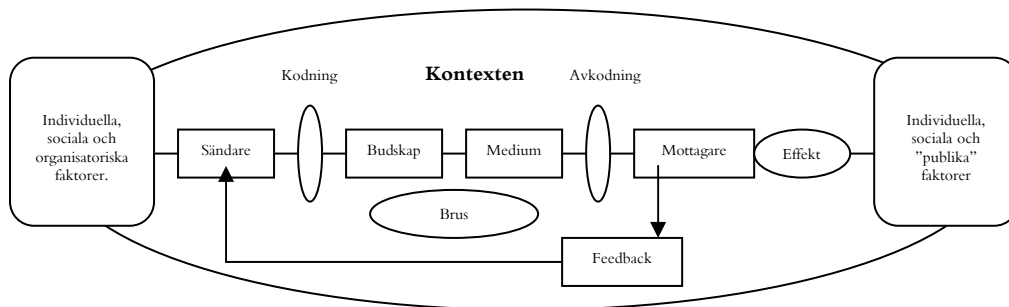 Kodning
Kontexten
Avkodning
Individuella,
sociala och
organisatoriska
faktorer.
Sändare
Budskap
Medium
Mottagare
Effekt
Individuella,
sociala och
”publika”
faktorer
Brus
Feedback